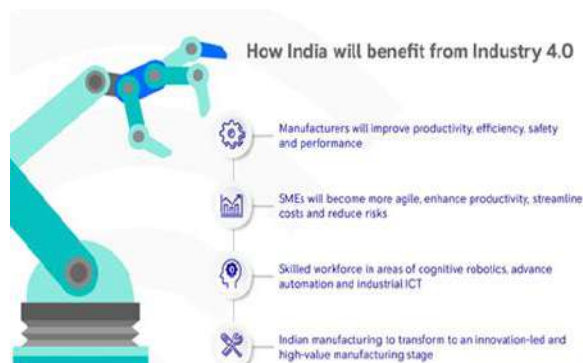 How India will benefit from Industry 4.0
Manufacturers will improve productivity, efficiency, safety
and performance
SMEs will become more agile, enhance productivity, streamline
costs and reduce risks
Skilled workforce in areas of cognitive robotics, advance
automation and industrial ICT
Indian manufacturing to transform to an innovation-led and
high-value manufacturing stage